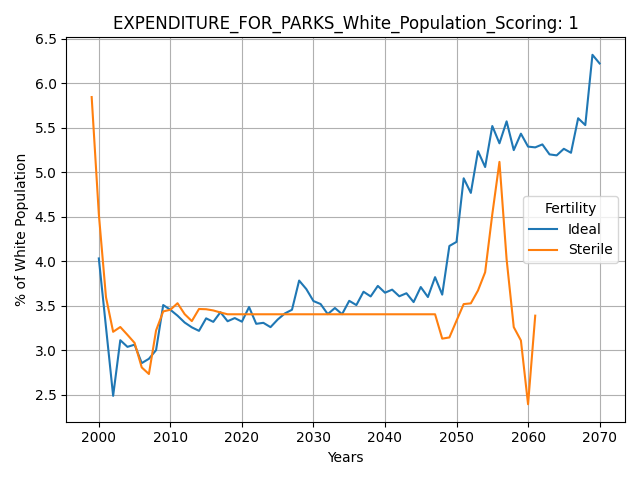 EXPENDITURE_FOR_PARKS_White_Population_Scoring: 1
% of White Population
6.5
6.0
5.5
5.0
4.5
4.0
3.5
3.0
2.5
Fertility
Ideal
Sterile
2000 2010 2020 2030 2040 2050 2060 2070
Years